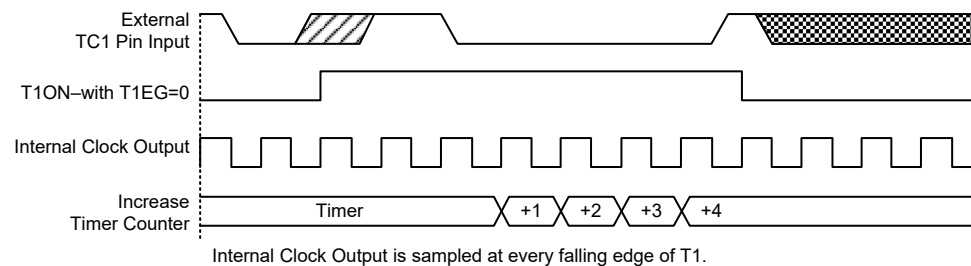 External
TC1 Pin Input
T1ON–with T1EG=0
Internal Clock Output
Increase
Timer Counter
Timer +1 +2 +3 +4
Internal Clock Output is sampled at every falling edge of T1.